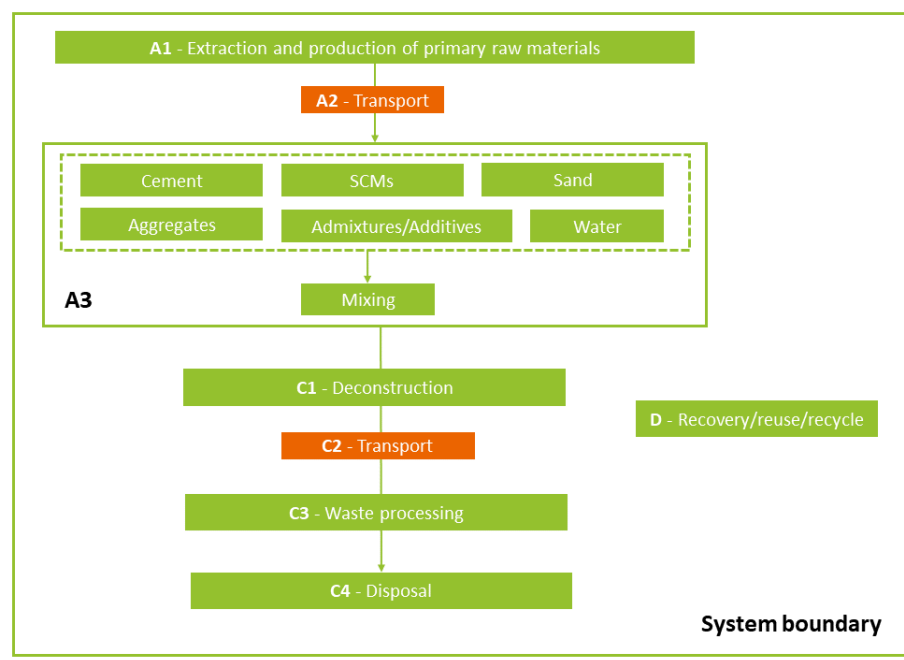 A1 - Extraction and production of primary raw materials
A2 - Transport
Cement
SCMs
Sand
Aggregates
Admixtures/Additives
Water
A3
Mixing
C1 - Deconstruction
D - Recovery/reuse/recycle
C2 - Transport
C3 - Waste processing
C4 - Disposal
System boundary